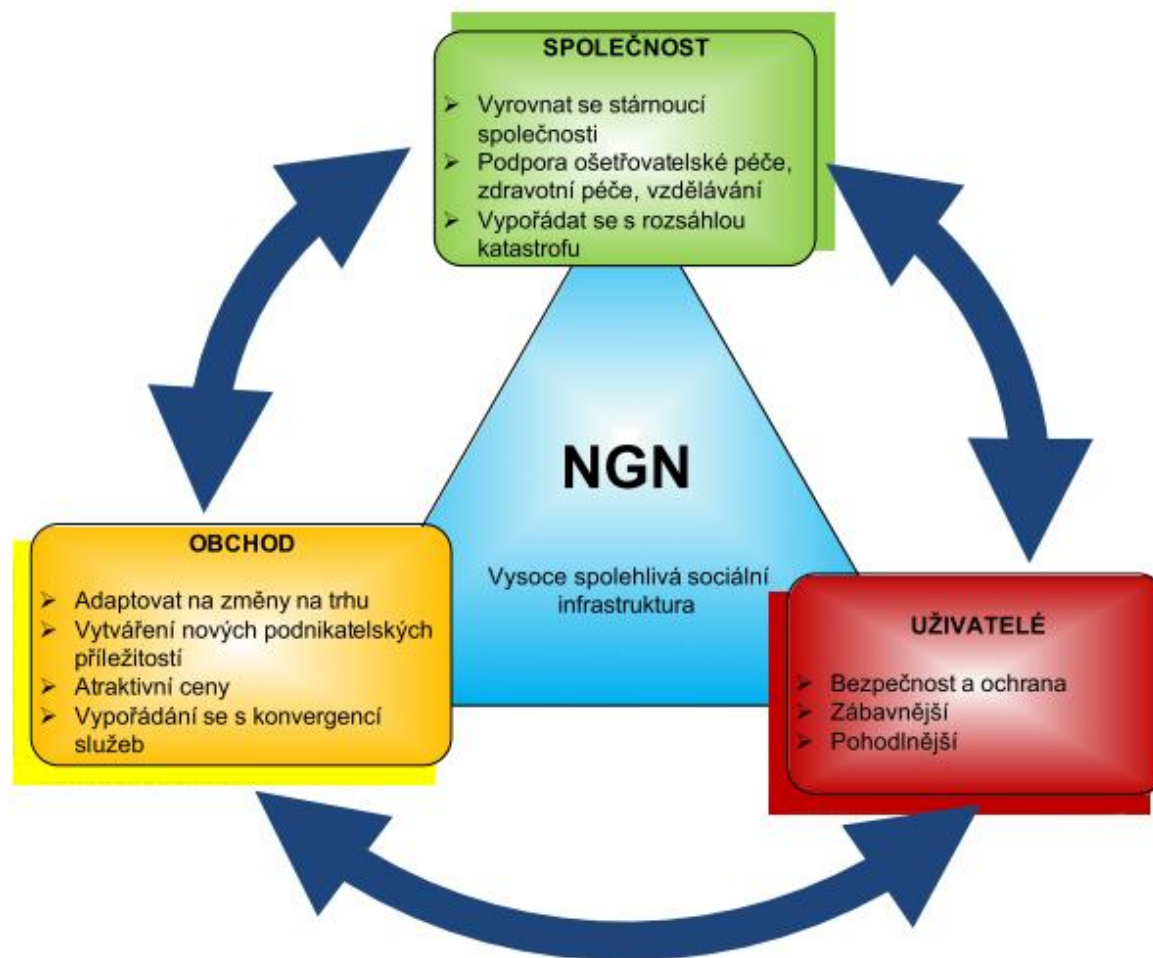 SPOLEČNOST
➢ Vyrovnat se stárnoucí
společnosti
➢ Podpora ošetřovatelské péče,
zdravotní péče, vzdělávání
➢ Vypořádat se s rozsáhlou
katastrofu
NGN
Vysoce spolehlivá sociální
infrastruktura
OBCHOD
➢ Adaptovat na změny na trhu
➢ Vytváření nových podnikatelských
příležitostí
➢ Atraktivní ceny
➢ Vypořádání se s konvergencí
služeb
UŽIVATELÉ
➢ Bezpečnost a ochrana
➢ Zábavnější
➢ Pohodlnější